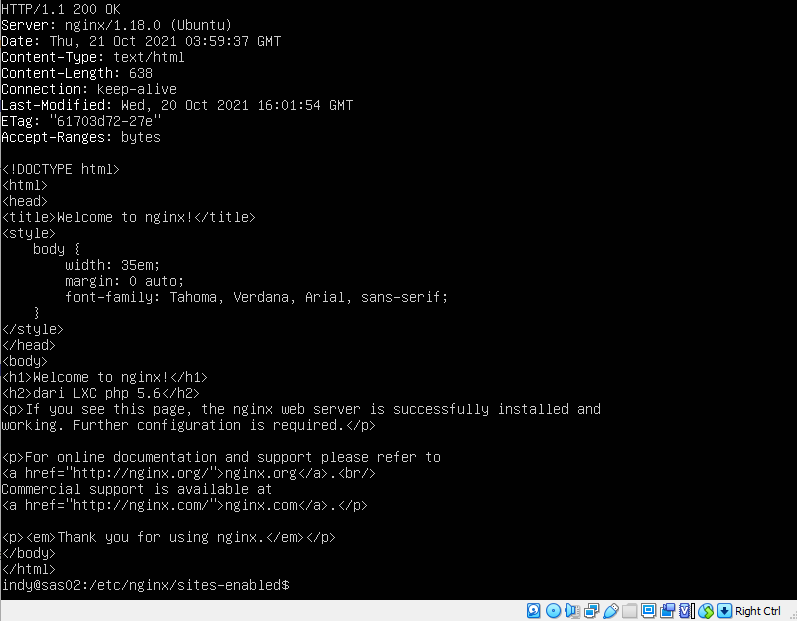 HTTP/1.1 200 OK
Server: nginx/1.18.0 (Ubuntu)
Date: Thu, 21 Oct 2021 03:59:37 GMT
Content-Type: text/html
Content-Length: 638
Connection: keep-alive
Last-Modified: Wed, 20 Oct 2021 16:01:54 GMT
ETag: "61703d72-27e"
Accept-Ranges: bytes

<!DOCTYPE html>
<html>
<head>
<title>Welcome to nginx!</title>
<style>
    body {
        width: 35em;
        margin: 0 auto;
        font-family: Tahoma, Verdana, Arial, sans-serif;
    }
</style>
</head>
<body>
<h1>Welcome to nginx!</h1>
<h2>dari LXC php 5.6</h2>
<p>If you see this page, the nginx web server is successfully installed and
working. Further configuration is required.</p>

<p>For online documentation and support please refer to
<a href="http://nginx.org/">nginx.org</a>.<br/>
Commercial support is available at
<a href="http://nginx.com/">nginx.com</a>.</p>

<p><em>Thank you for using nginx.</em></p>
</body>
</html>
indy@sas02:/etc/nginx/sites-enabled$
Right Ctrl